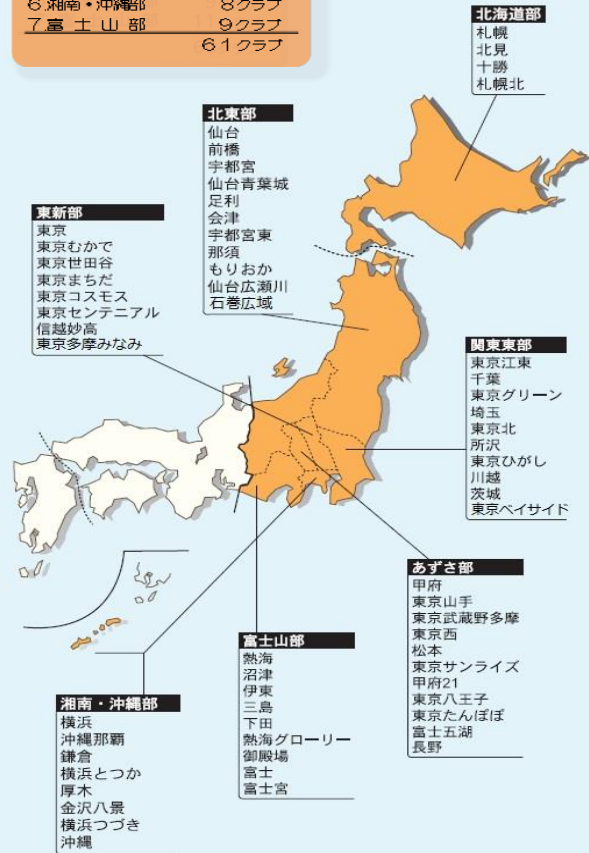 6.湘南・沖縄部 8クラブ
7.富士山部 9クラブ
61クラブ
北海道部
札幌
北見
十勝
札幌北
北東部
仙台
前橋
宇都宮
仙台青葉城
足利
会津
宇都宮東
那須
もりおか
仙台広瀬川
石巻広域
東新部
東京
東京むかで
東京世田谷
東京まちだ
東京コスモス
東京センテニアル
信越妙高
東京多摩みなみ
関東東部
東京江東
千葉
東京グリーン
埼玉
東京北
所沢
東京ひがし
川越
茨城
東京ベイサイド
あずさ部
甲府
東京山手
東京武蔵野多摩
東京西
松本
東京サンライズ
甲府21
東京八王子
東京たんぽぽ
富士五湖
長野
富士山部
熱海
沼津
伊東
三島
下田
熱海グローリー
御殿場
富士
富士宮
湘南・沖縄部
横浜
沖縄那覇
鎌倉
横浜とつか
厚木
金沢八景
横浜つづき
沖縄